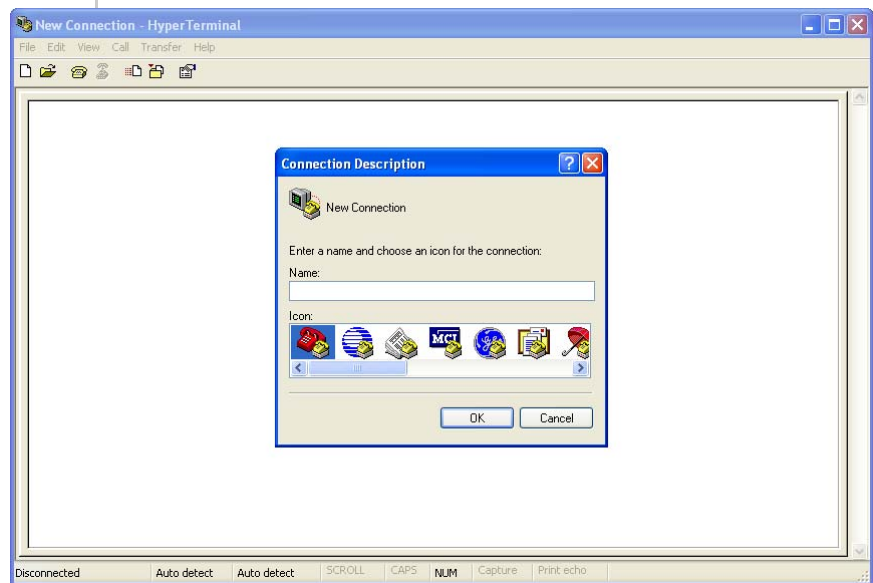 New Connection - HyperTerminal
File Edit View Call Transfer Help
Connection Description
New Connection
Enter a name and choose an icon for the connection:
Name:
Icon:
MCI
OK Cancel
Disconnected Auto detect Auto detect SCROLL CAPS NUM Capture Print echo